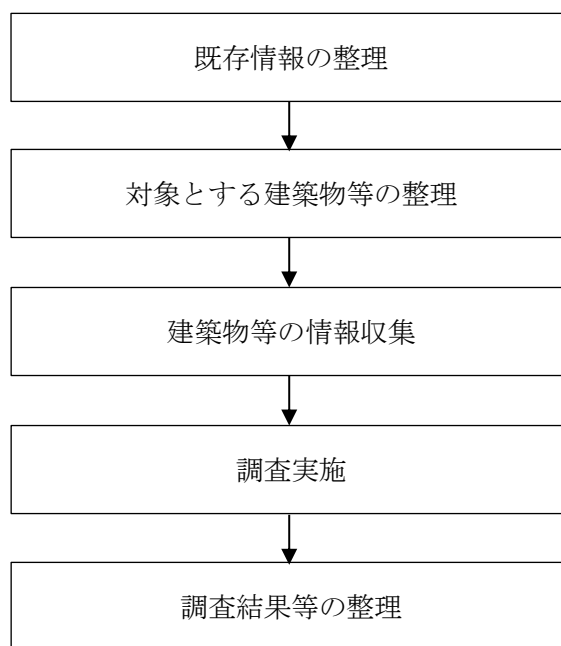 既存情報の整理
対象とする建築物等の整理
建築物等の情報収集
調査実施
調査結果等の整理